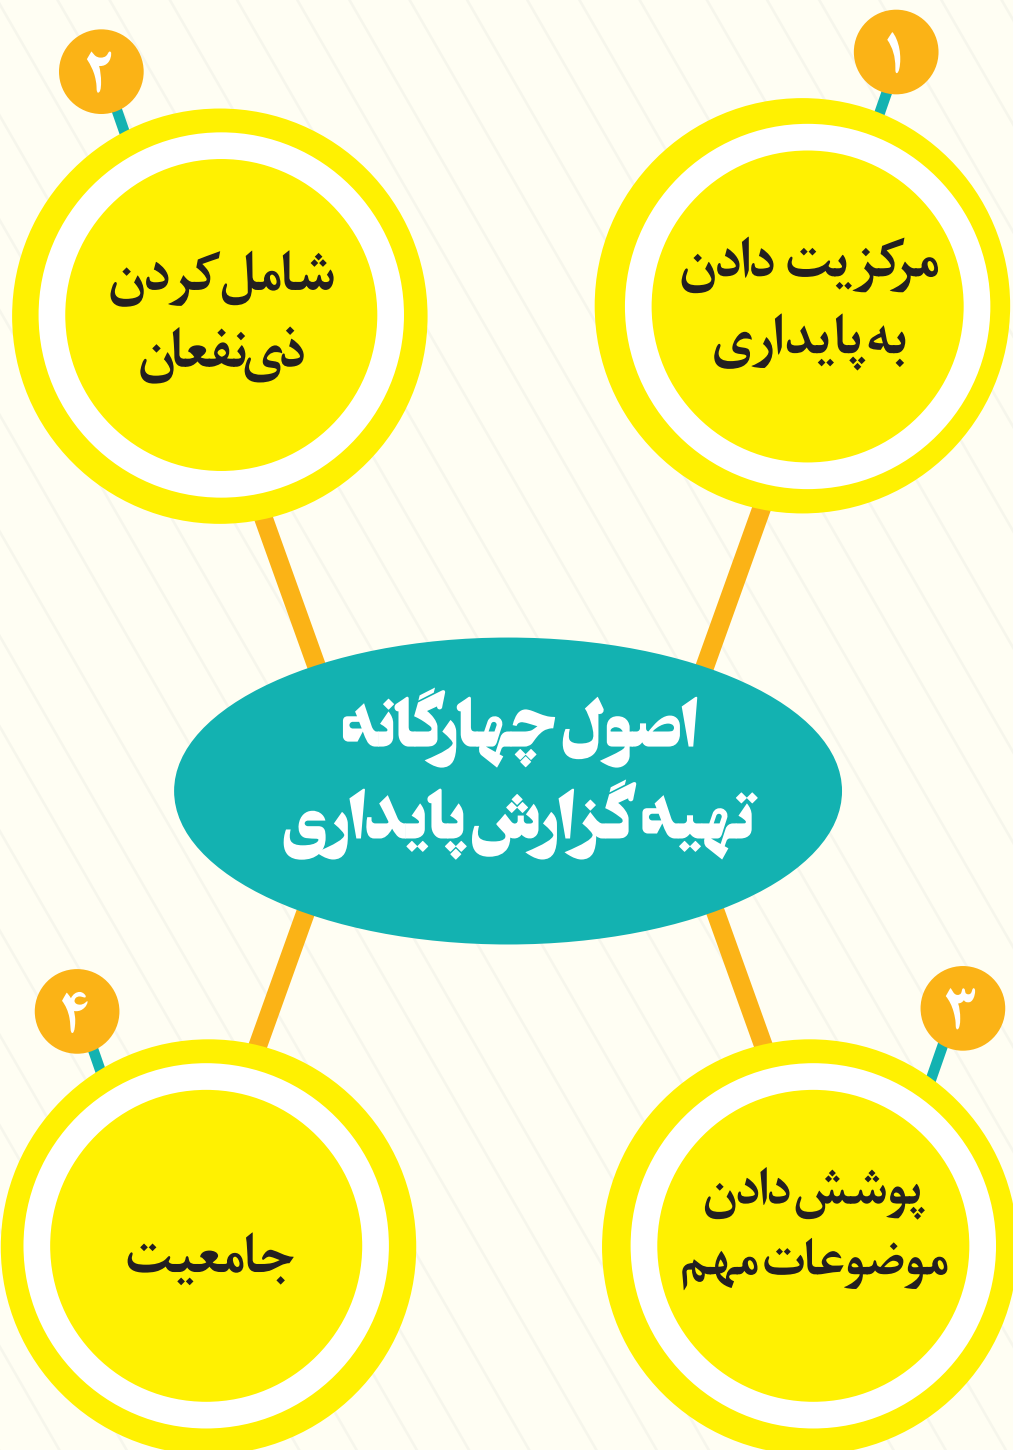 ۱
مرکزیت دادن
به پایداری
۲
شامل کردن
ذی‌نفعان
اصول چهارگانه
تهیه گزارش پایداری
۳
پوشش دادن
موضوعات مهم
۴
جامعیت